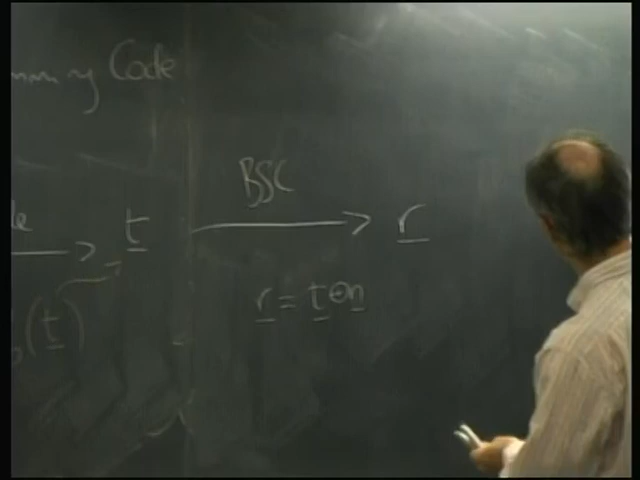 Code
BSC
t → r
r = t ⊕ n
(t)